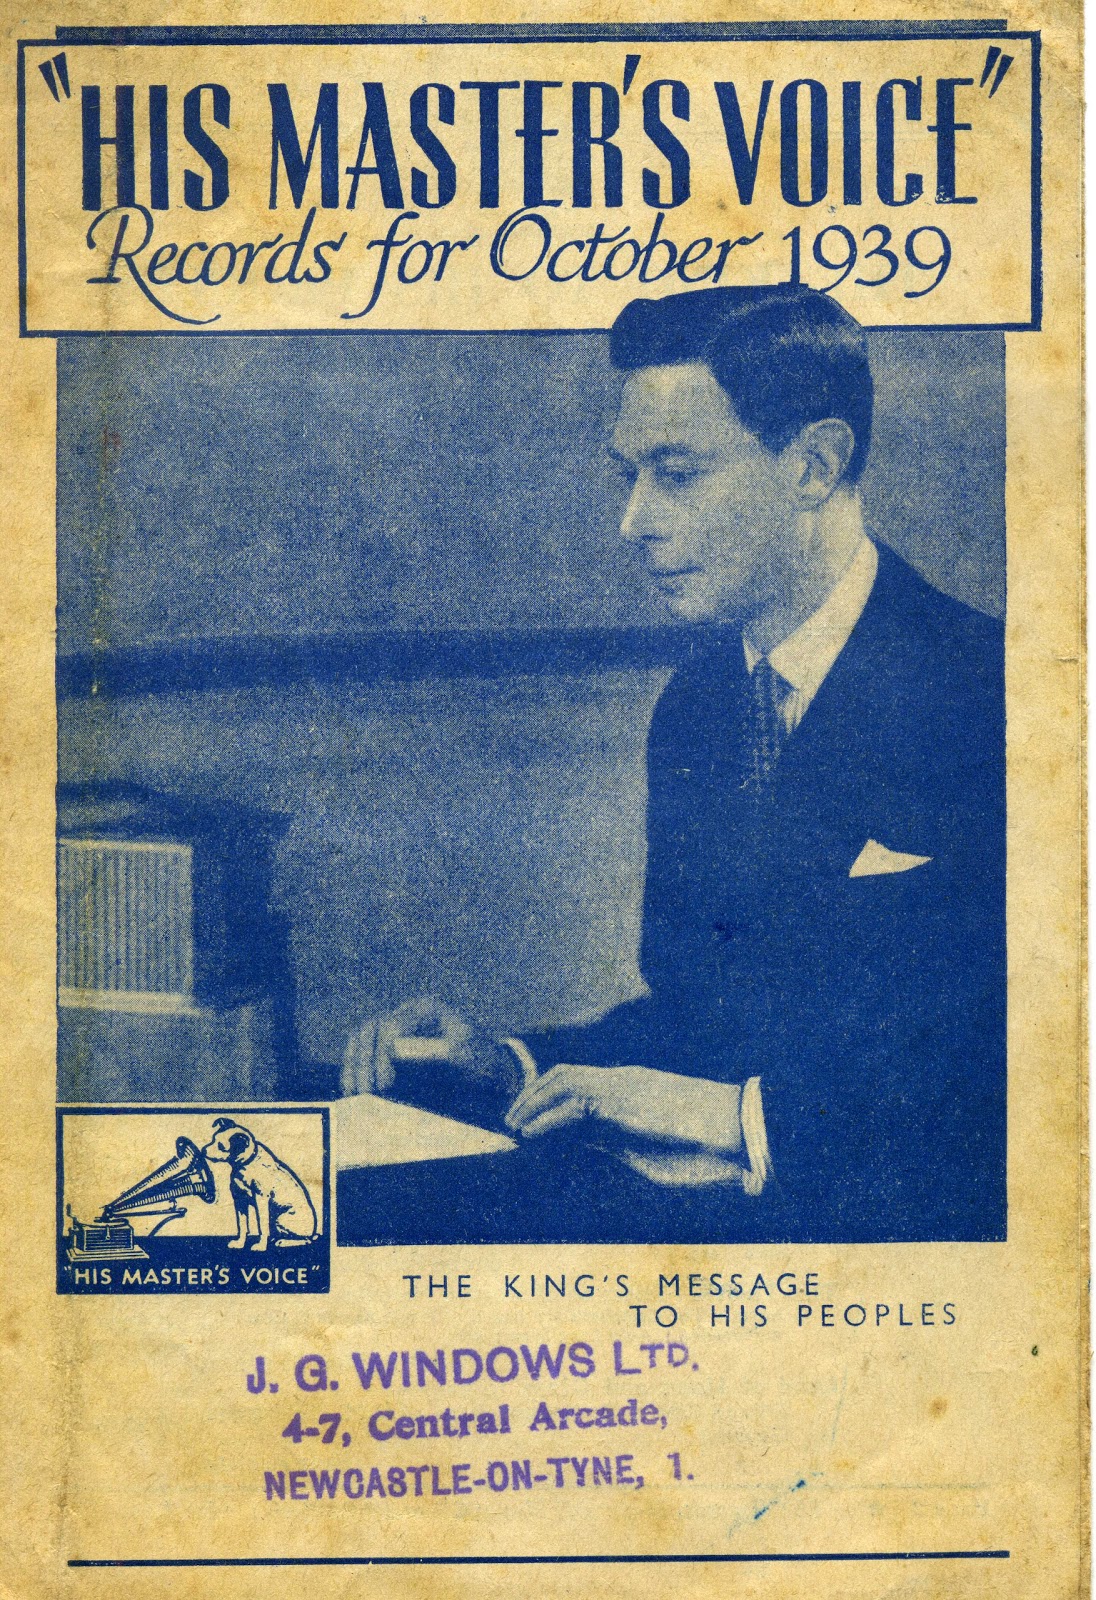 "HIS MASTER'S VOICE"
Records for October 1939
"HIS MASTER'S VOICE"
THE KING'S MESSAGE
TO HIS PEOPLES
J. G. WINDOWS LTD.
4-7, Central Arcade,
NEWCASTLE-ON-TYNE, 1.